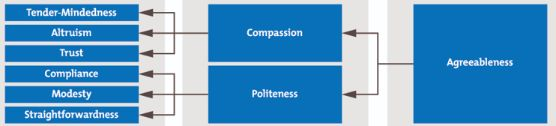 Tender-Mindedness
Altruism
Trust
Compliance
Modesty
Straightforwardness
Compassion
Politeness
Agreeableness